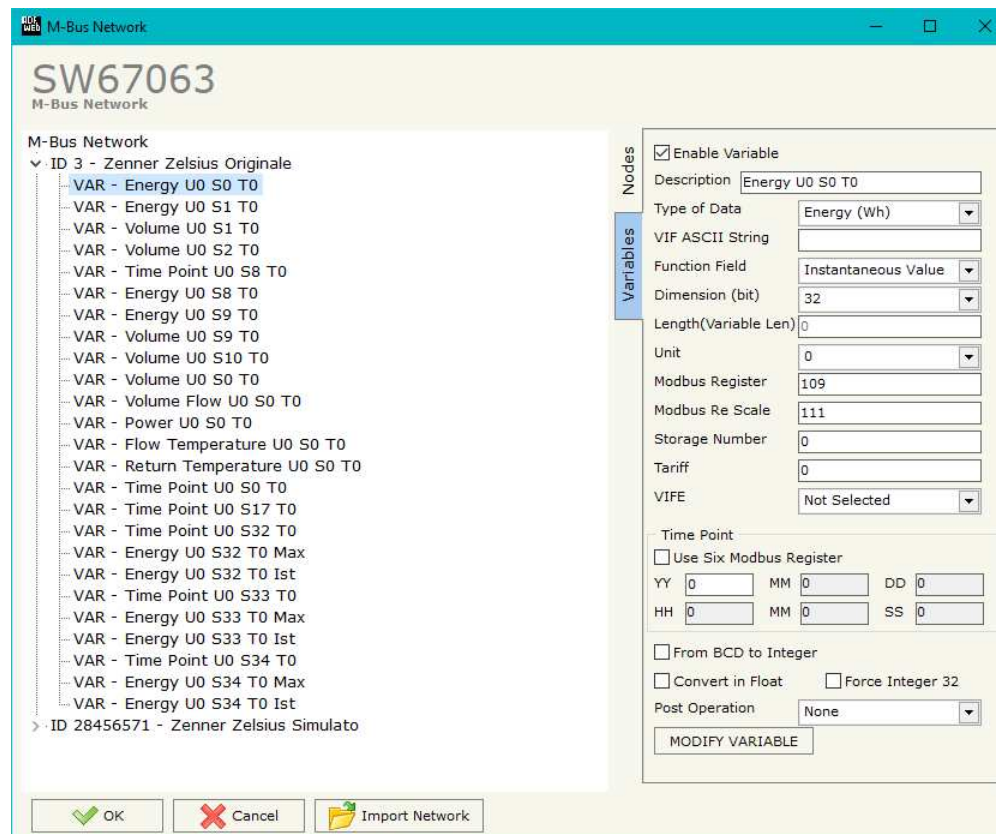 ADF
WEB
M-Bus Network
SW67063
M-Bus Network
M-Bus Network
ID 3 - Zenner Zelsius Originale
VAR - Energy U0 S0 T0
VAR - Energy U0 S1 T0
VAR - Volume U0 S1 T0
VAR - Volume U0 S2 T0
VAR - Time Point U0 S8 T0
VAR - Energy U0 S8 T0
VAR - Energy U0 S9 T0
VAR - Volume U0 S9 T0
VAR - Volume U0 S10 T0
VAR - Volume U0 S0 T0
VAR - Volume Flow U0 S0 T0
VAR - Power U0 S0 T0
VAR - Flow Temperature U0 S0 T0
VAR - Return Temperature U0 S0 T0
VAR - Time Point U0 S0 T0
VAR - Time Point U0 S17 T0
VAR - Time Point U0 S32 T0
VAR - Energy U0 S32 T0 Max
VAR - Energy U0 S32 T0 Ist
VAR - Time Point U0 S33 T0
VAR - Energy U0 S33 T0 Max
VAR - Energy U0 S33 T0 Ist
VAR - Time Point U0 S34 T0
VAR - Energy U0 S34 T0 Max
VAR - Energy U0 S34 T0 Ist
ID 28456571 - Zenner Zelsius Simulato
Nodes
Variables
Enable Variable
Description Energy U0 S0 T0
Type of Data Energy (Wh)
VIF ASCII String
Function Field Instantaneous Value
Dimension (bit) 32
Length(Variable Len) 0
Unit 0
Modbus Register 109
Modbus Re Scale 111
Storage Number 0
Tariff 0
VIFE Not Selected
Time Point
Use Six Modbus Register
YY 0 MM 0 DD 0
HH 0 MM 0 SS 0
From BCD to Integer
Convert in Float Force Integer 32
Post Operation None
MODIFY VARIABLE
OK Cancel Import Network